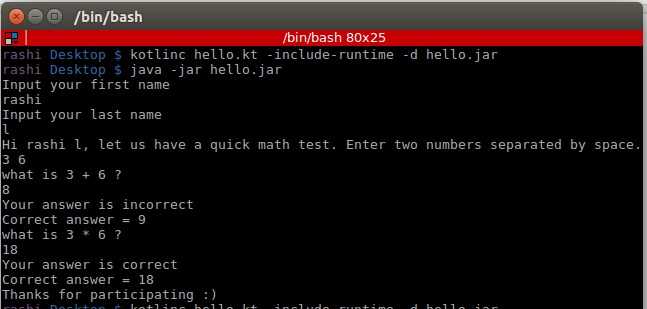 /bin/bash
/bin/bash 80x25
rashi Desktop $ kotlinc hello.kt -include-runtime -d hello.jar
rashi Desktop $ java -jar hello.jar
Input your first name
rashi
Input your last name
l
Hi rashi l, let us have a quick math test. Enter two numbers separated by space.
3 6
what is 3 + 6 ?
8
Your answer is incorrect
Correct answer = 9
what is 3 * 6 ?
18
Your answer is correct
Correct answer = 18
Thanks for participating :)
rashi Desktop $ kotlinc hello.kt -include-runtime -d hello.jar